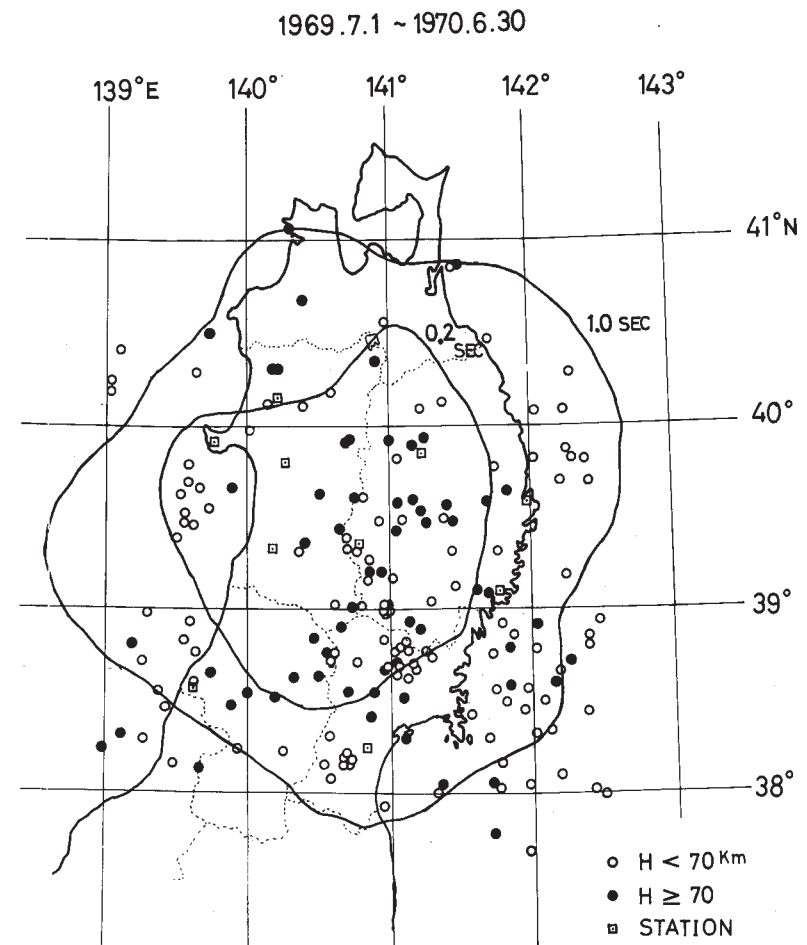 1969.7.1 ~ 1970.6.30
139°E 140° 141° 142° 143°
41°N
1.0 SEC
0.2 SEC
40°
39°
38°
H < 70 Km
H ≥ 70
STATION